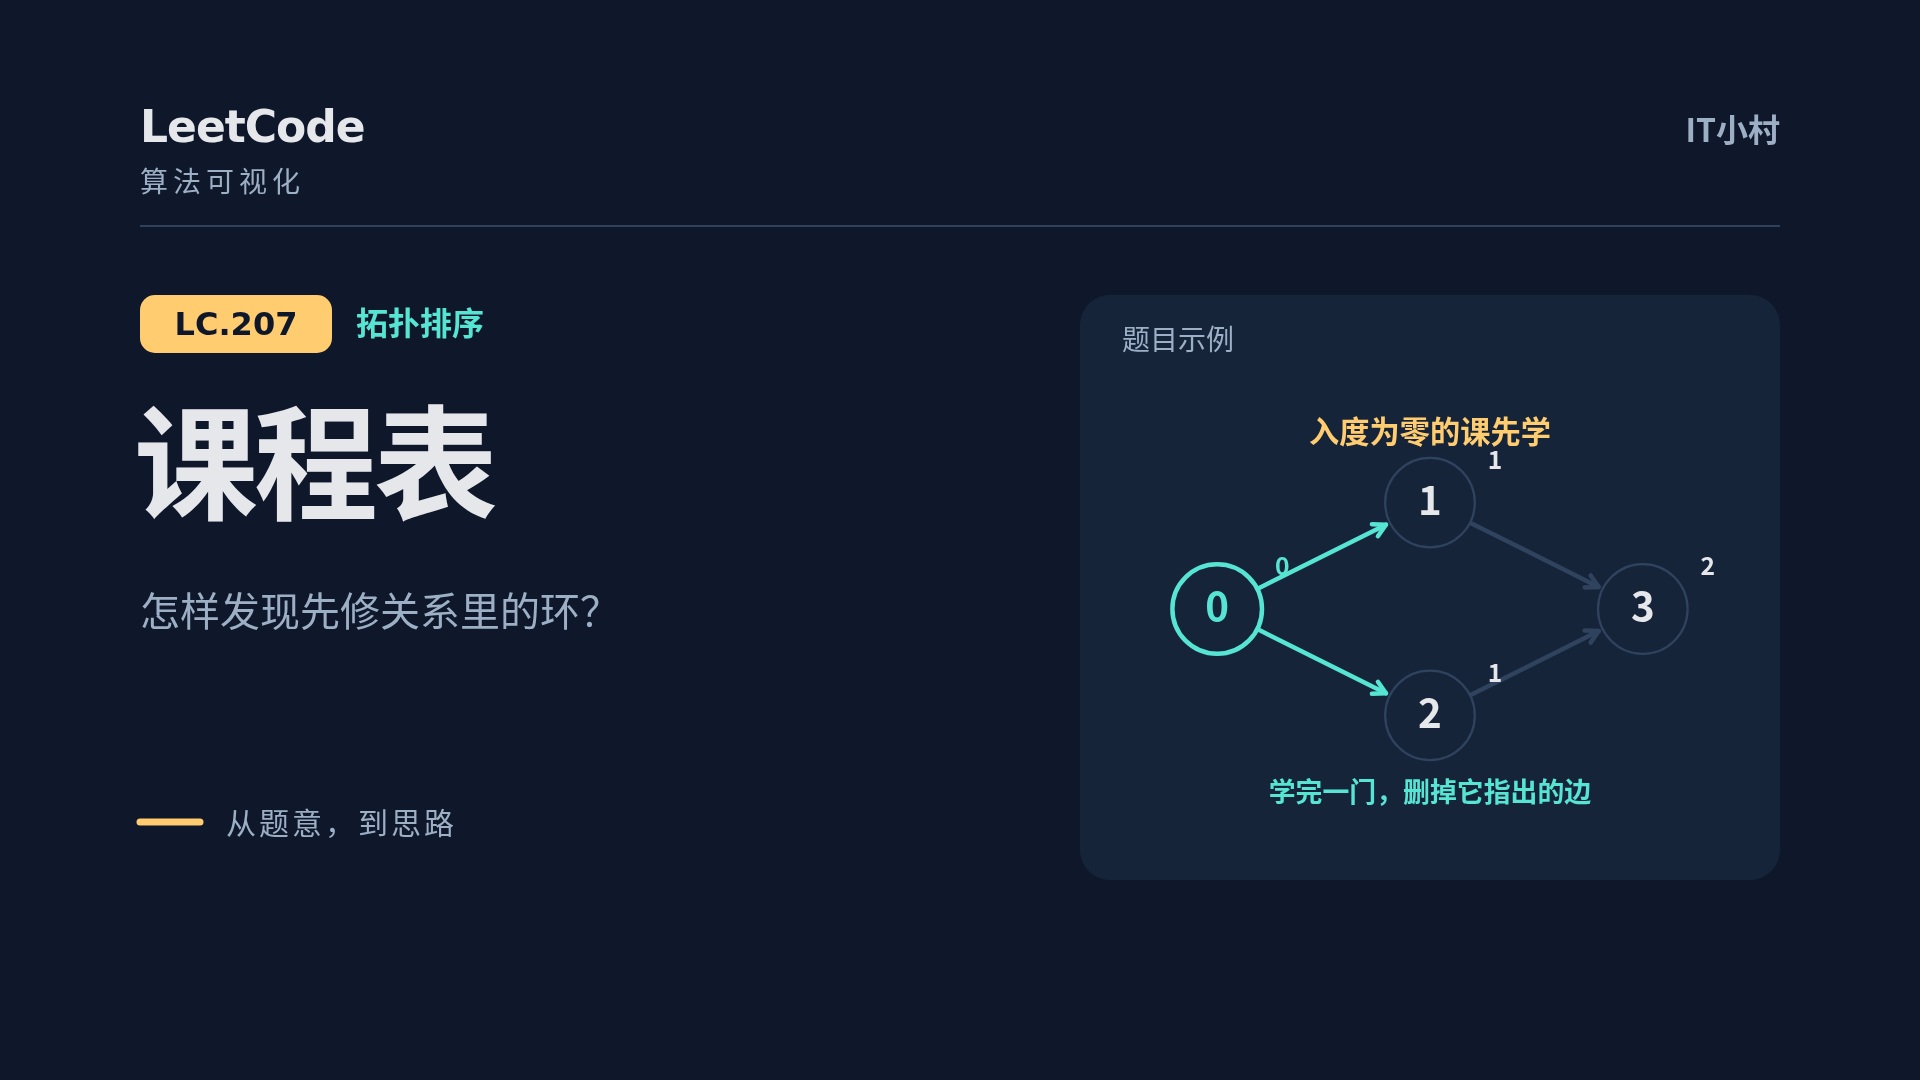 LeetCode
算法可视化
IT小村
LC.207
拓扑排序
课程表
怎样发现先修关系里的环？
从题意，到思路
题目示例
入度为零的课先学
1
1
0
2
0
3
1
2
学完一门，删掉它指出的边